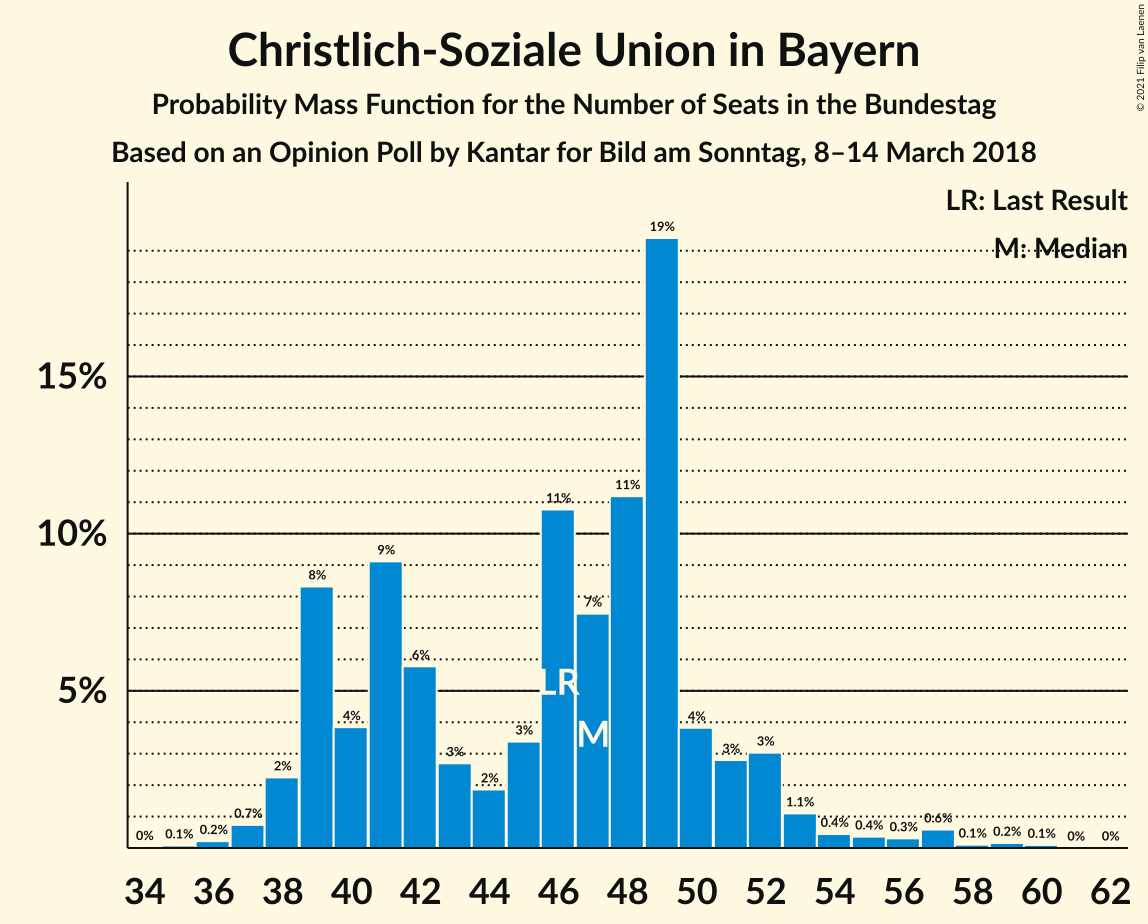 Christlich-Soziale Union in Bayern
Probability Mass Function for the Number of Seats in the Bundestag
Based on an Opinion Poll by Kantar for Bild am Sonntag, 8–14 March 2018
© 2021 Filip van Laenen
LR: Last Result
M: Median
15%
10%
5%
0% 0.1% 0.2% 0.7% 2% 8% 4% 9% 6% 3% 2% 3% 11% 7% 11% 19% 4% 3% 3% 1.1% 0.4% 0.4% 0.3% 0.6% 0.1% 0.2% 0.1% 0% 0%
LR
M
34 36 38 40 42 44 46 48 50 52 54 56 58 60 62